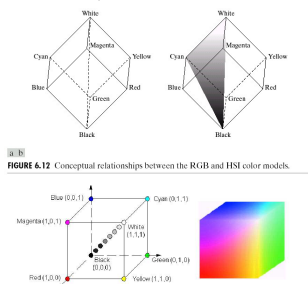 White
Magenta
Cyan
Yellow
Blue
Red
Green
Black
White
Magenta
Cyan
Yellow
Blue
Red
Green
Black
a b
FIGURE 6.12 Conceptual relationships between the RGB and HSI color models.
Blue (0,0,1)
Cyan (0,1,1)
Magenta(1,0,1)
White
(1,1,1)
Black
(0,0,0)
Green(0,1,0)
Red(1,0,0)
Yellow (1,1,0)